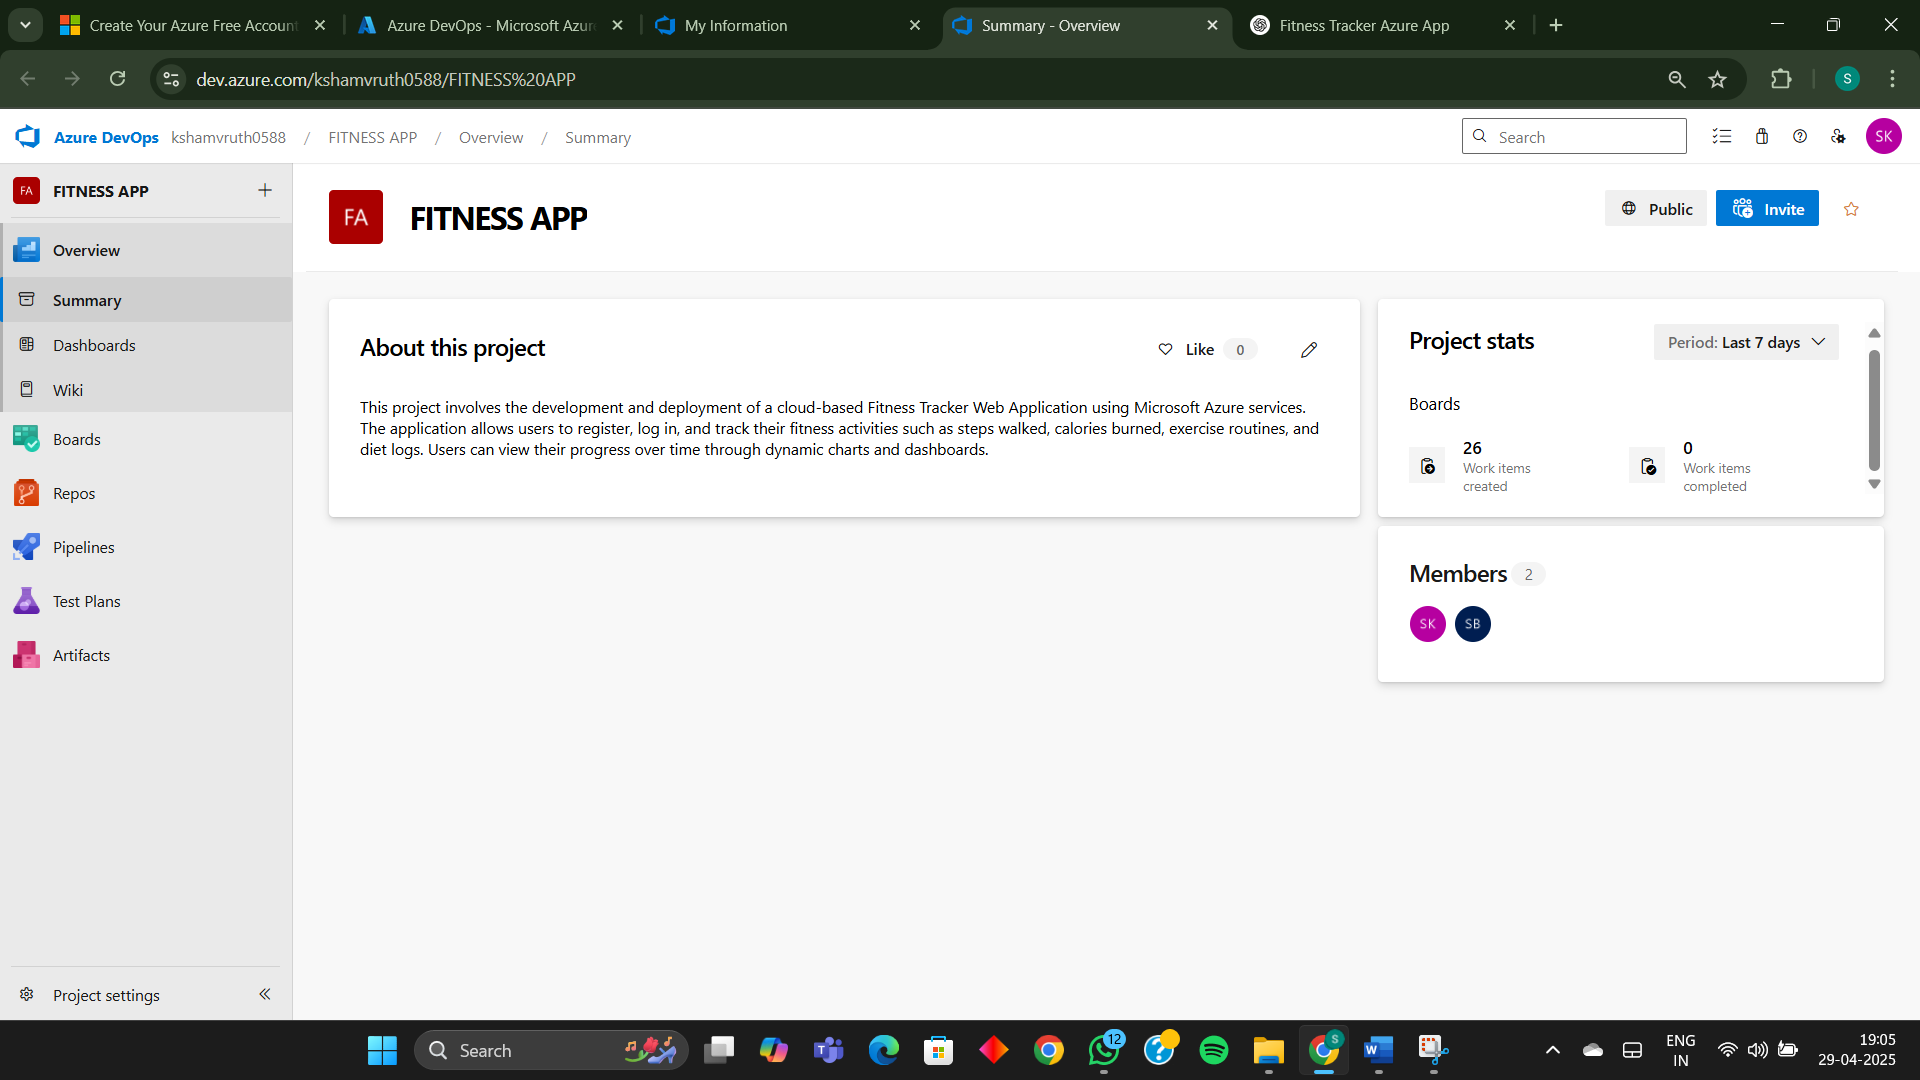 Create Your Azure Free Account
Azure DevOps - Microsoft Azure
My Information
Summary - Overview
Fitness Tracker Azure App
dev.azure.com/kshamvruth0588/FITNESS%20APP
S
Azure DevOps kshamvruth0588 / FITNESS APP / Overview / Summary
Search
SK
FA FITNESS APP
Overview
Summary
Dashboards
Wiki
Boards
Repos
Pipelines
Test Plans
Artifacts
Project settings
FA FITNESS APP
Public
Invite
About this project
Like 0
This project involves the development and deployment of a cloud-based Fitness Tracker Web Application using Microsoft Azure services.
The application allows users to register, log in, and track their fitness activities such as steps walked, calories burned, exercise routines, and
diet logs. Users can view their progress over time through dynamic charts and dashboards.
Project stats
Period: Last 7 days
Boards
26
Work items
created
0
Work items
completed
Members 2
SK SB
Search
12
S
ENG
IN
19:05
29-04-2025